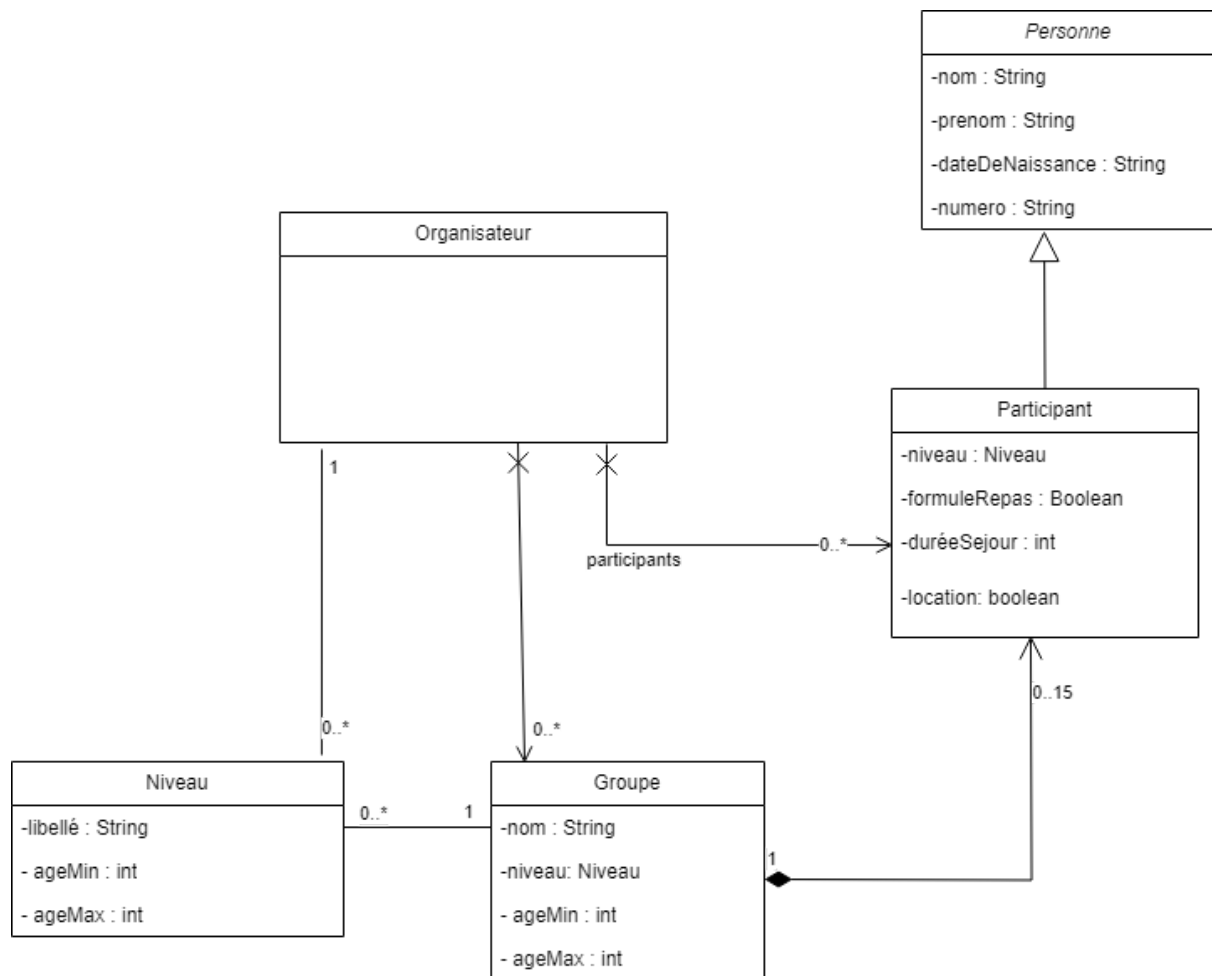 Personne
-nom : String
-prenom : String
-dateDeNaissance : String
-numero : String
Organisateur
Participant
-niveau : Niveau
-formuleRepas : Boolean
-duréeSejour : int
-location: boolean
1
0..*
participants
0..15
0..*
0..*
Niveau
-libellé : String
- ageMin : int
- ageMax : int
0..*
1
Groupe
-nom : String
-niveau: Niveau
- ageMin : int
- ageMax : int
1